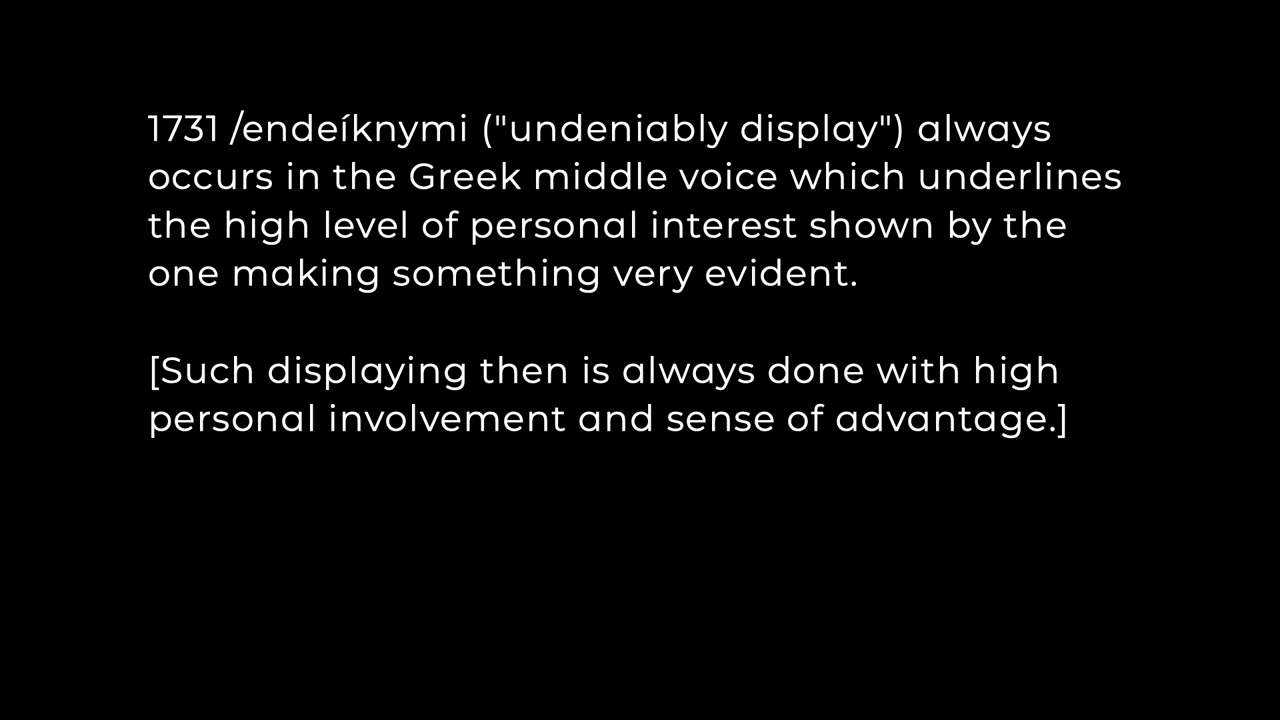 1731 /endeíknymi ("undeniably display") always
occurs in the Greek middle voice which underlines
the high level of personal interest shown by the
one making something very evident.
[Such displaying then is always done with high
personal involvement and sense of advantage.]